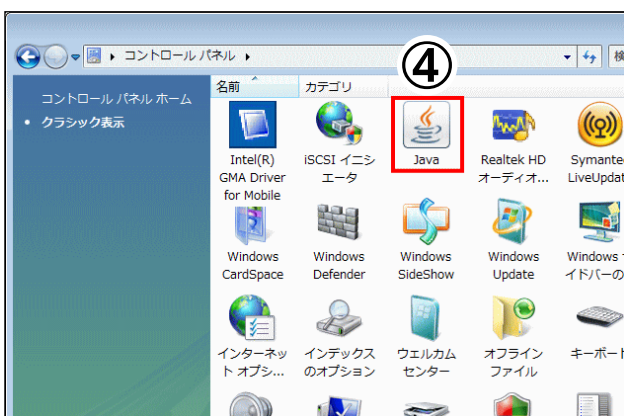 ④
コントロール パネル
検
コントロール パネル ホーム
クラシック表示
名前
カテゴリ
Intel(R)
GMA Driver
for Mobile
iSCSI イニシ
エータ
Java
Realtek HD
オーディオ...
Symante
LiveUpdat
Windows
CardSpace
Windows
Defender
Windows
SideShow
Windows
Update
Windows サ
イドバーの
インターネッ
ト オプシ...
インデックス
のオプション
ウェルカム
センター
オフライン
ファイル
キーボード